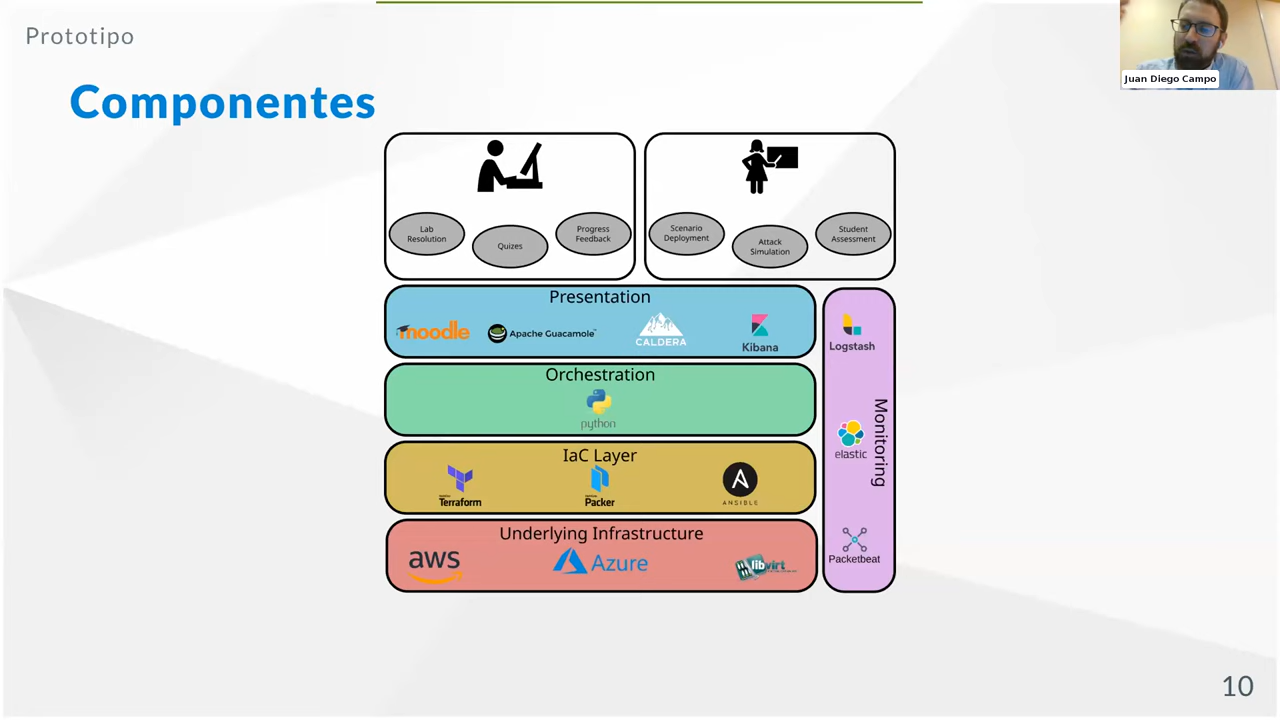 Prototipo
Juan Diego Campo
Componentes
Lab
Resolution
Quizes
Progress
Feedback
Scenario
Deployment
Attack
Simulation
Student
Assessment
Presentation
moodle
Apache Guacamole™
CALDERA
Kibana
Orchestration
python
IaC Layer
Terraform
Packer
ANSIBLE
Underlying Infrastructure
aws
Azure
libvirt
Logstash
elastic
Monitoring
Packetbeat
10